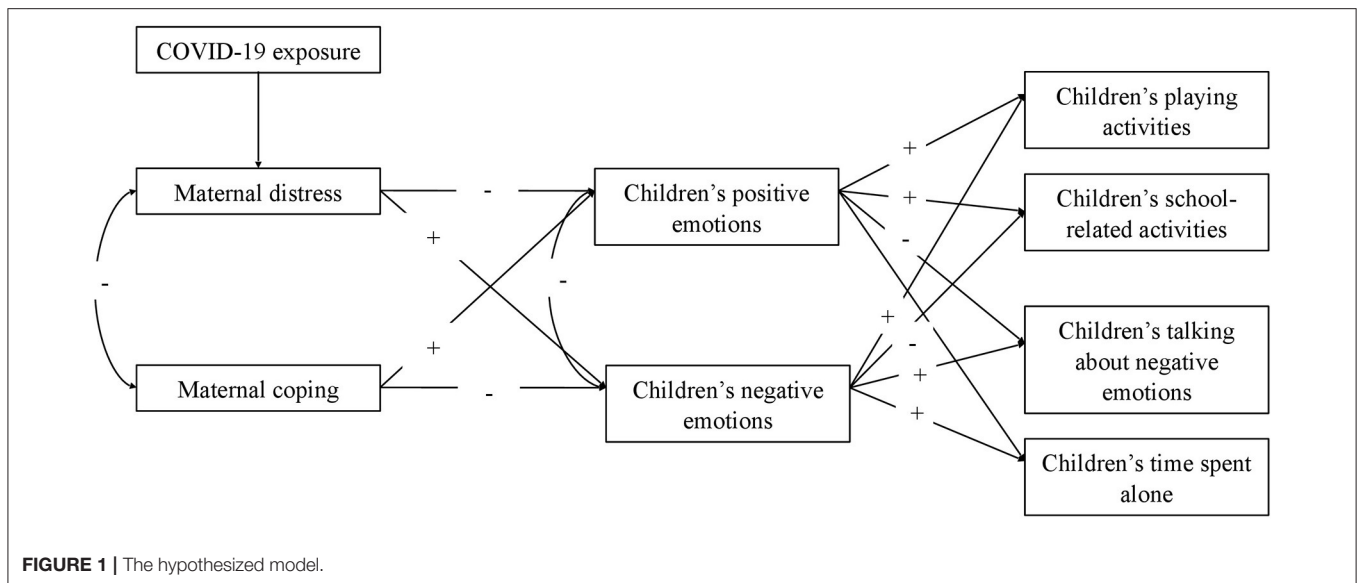 COVID-19 exposure
Maternal distress
Maternal coping
-
-
+
+
-
Children's positive
emotions
-
Children's negative
emotions
+
+
-
+
-
+
+
Children's playing
activities
Children's school-
related activities
Children's talking
about negative
emotions
Children's time spent
alone
FIGURE 1 | The hypothesized model.